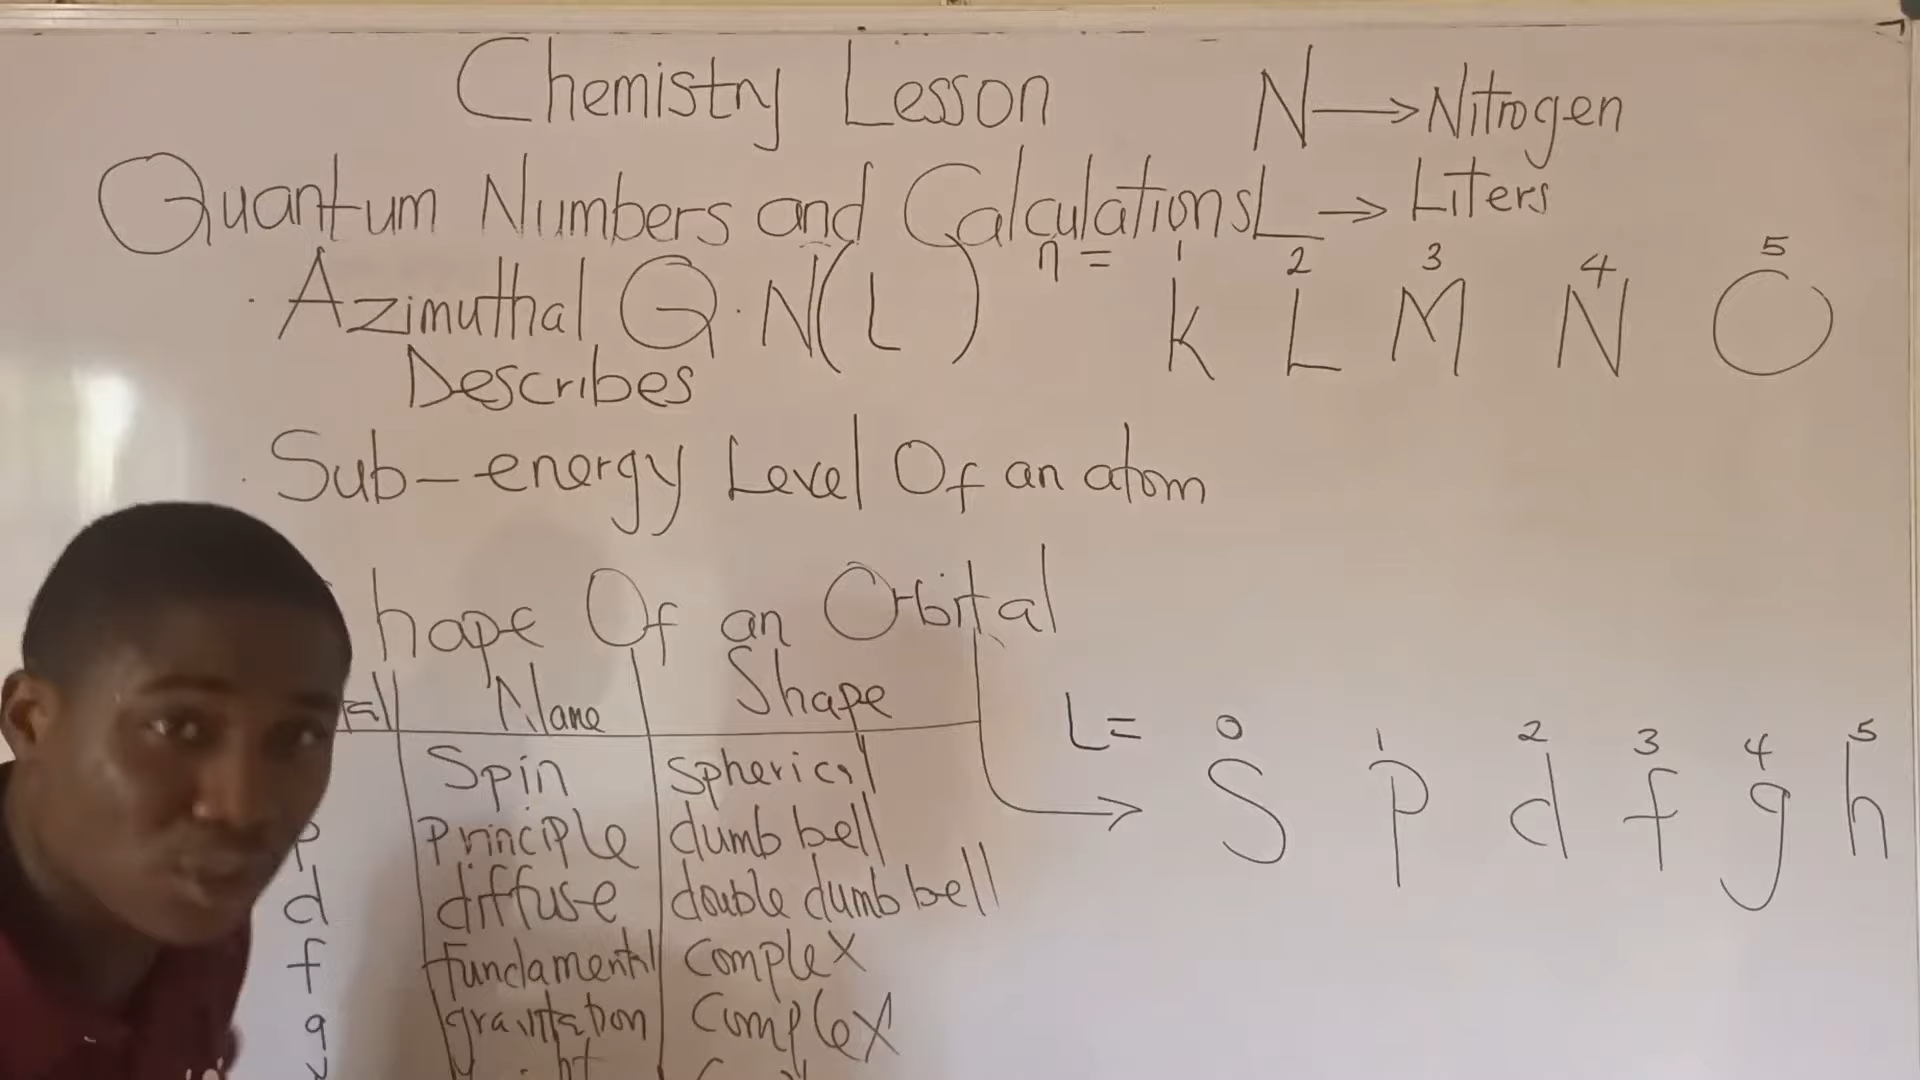 Chemistry Lesson
N → Nitrogen
Quantum Numbers and Calculations
L → Liters
Azimuthal Q.N(L)
n = 1 2 3 4 5
K L M N O
Describes
Sub-energy Level Of an atom
hape Of an Orbital
Name Shape
L = 0 1 2 3 4 5
S p d f g h
Spin Spherical
p Principle dumb bell
d diffuse double dumb bell
f fundamental Complex
g gravitation Complex